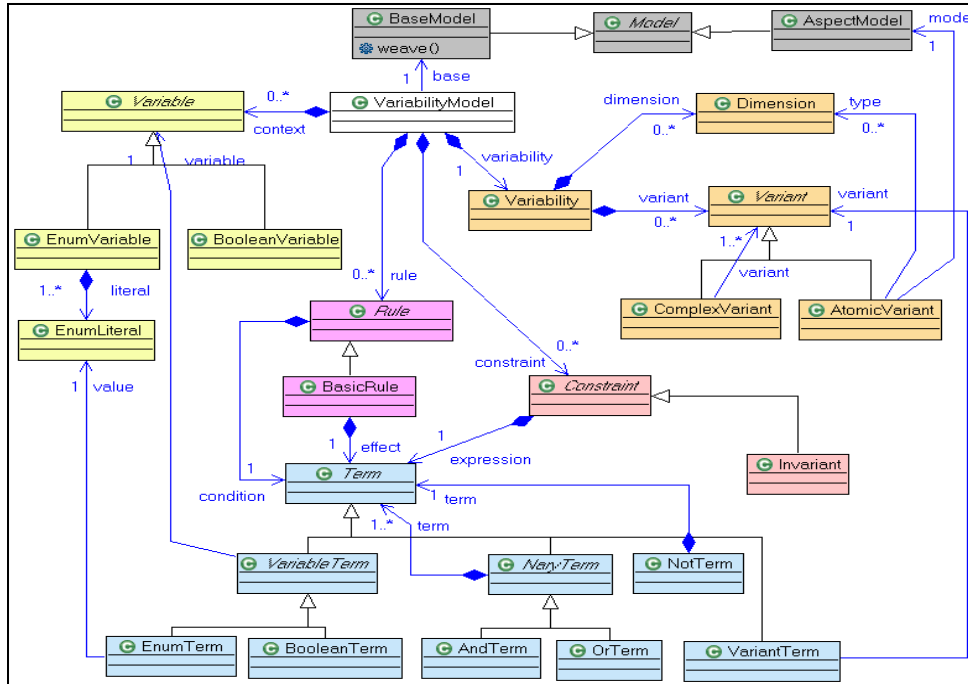 BaseModel
Model
AspectModel
mode
weave()
1
1
base
0..*
Variable
VariabilityModel
dimension
Dimension
type
context
0..*
0..*
1
variable
variability
1
Variability
variant
Variant
variant
0..*
1
EnumVariable
BooleanVariable
1..*
1
variant
1..*
literal
0..*
rule
ComplexVariant
AtomicVariant
EnumLiteral
Rule
0..*
constraint
1
value
BasicRule
Constraint
1
effect
1
expression
Invariant
Term
1
condition
1
term
1..*
term
VariableTerm
NaryTerm
NotTerm
EnumTerm
BooleanTerm
AndTerm
OrTerm
VariantTerm